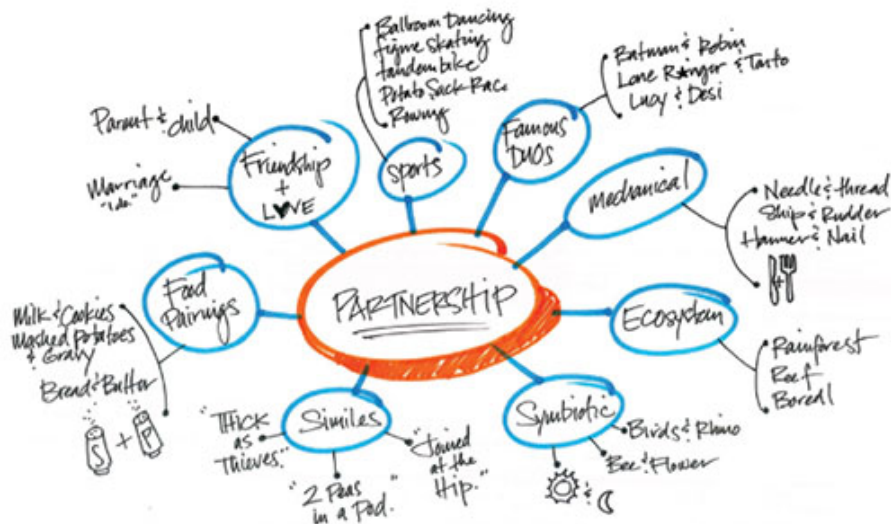 PARTNERSHIP
Friendship
+
LOVE
Parent & child
Marriage
"I do"
Sports
Ballroom Dancing
figure skating
tandem bike
Potato Sack Race
Rowing
Famous
Duos
Batman & Robin
Lone Ranger & Tonto
Lucy & Desi
Mechanical
Needle & thread
Ship & Rudder
Hammer & Nail
+
Ecosystem
Rainforest
Reef
Boreal
Symbiotic
Birds & Rhino
Bee & Flower
&
Similes
"Joined
at the
Hip."
"2 Peas
in a Pod."
"THICK
as
Thieves."
Food
Pairings
Milk & Cookies
Mashed Potatoes
& Gravy
Bread & Butter
S + P